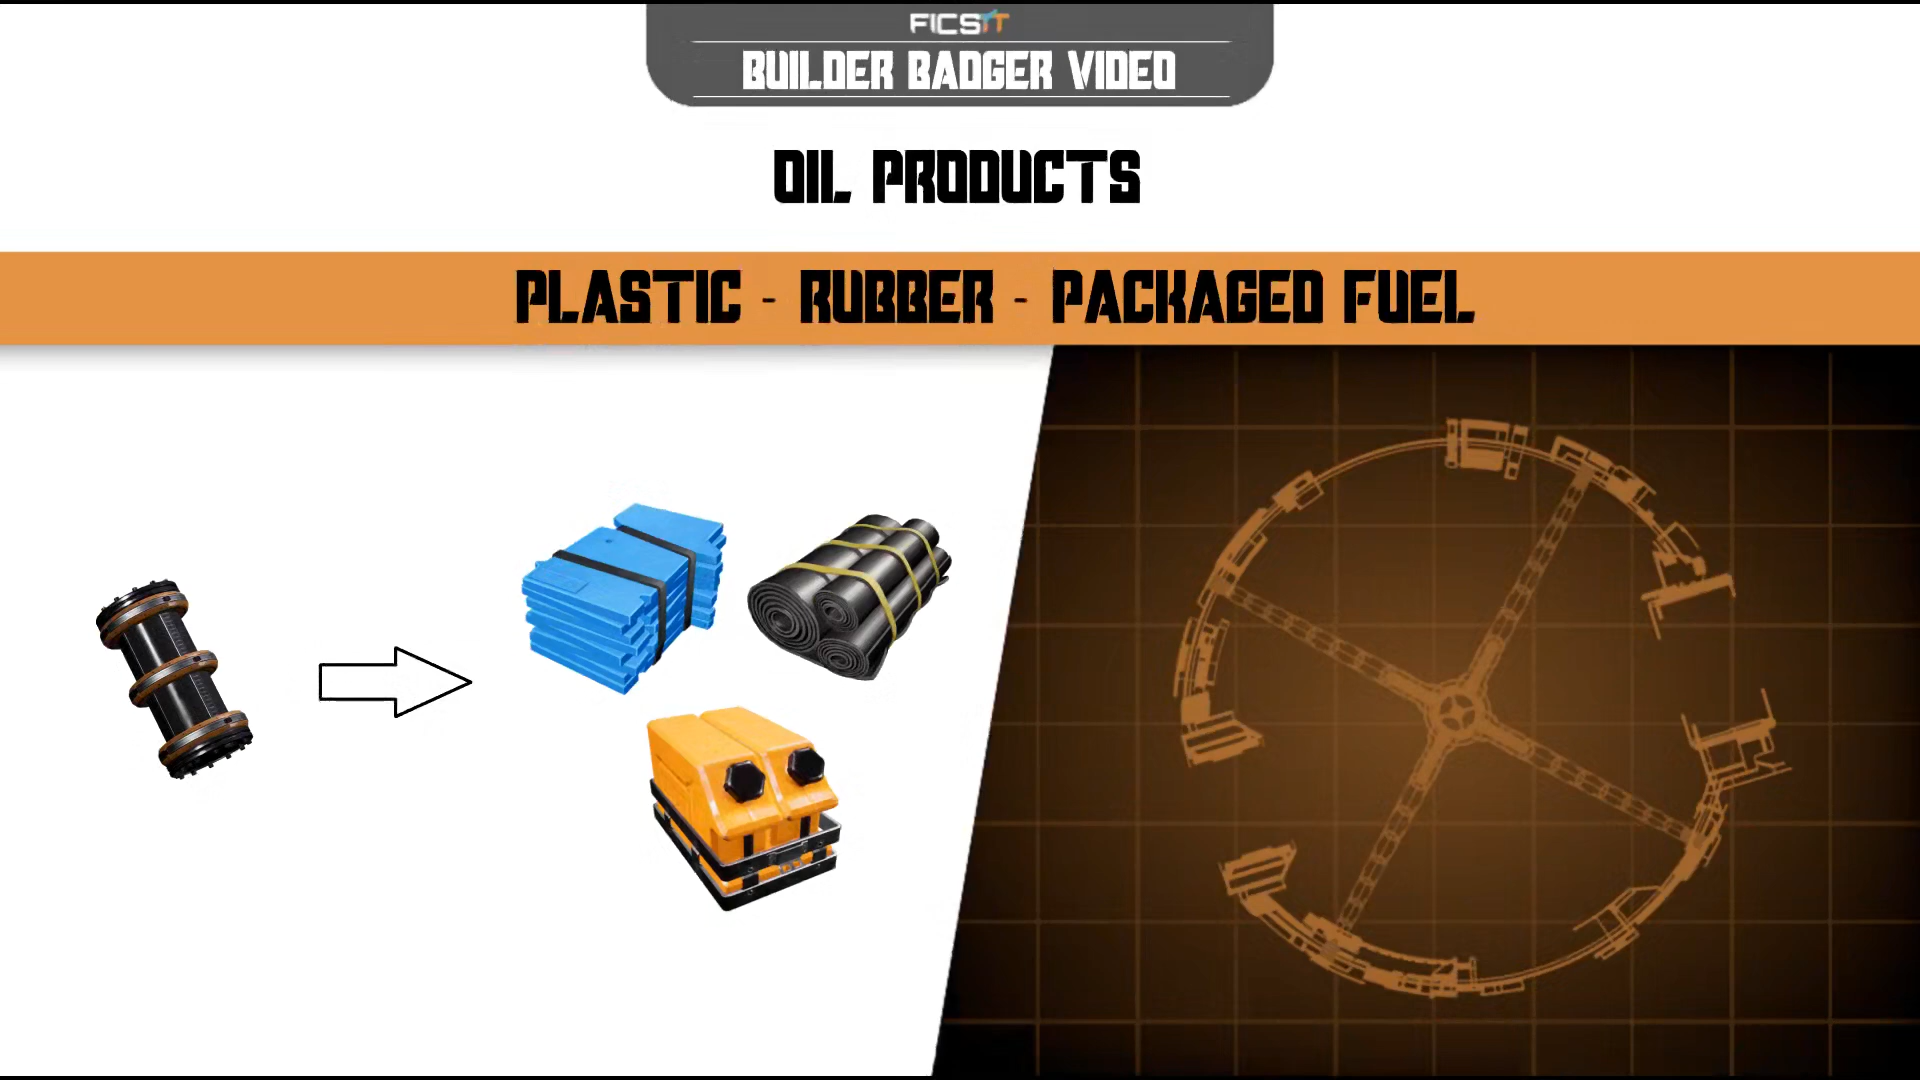 FICSIT
BUILDER BADGER VIDEO
OIL PRODUCTS
PLASTIC - RUBBER - PACKAGED FUEL